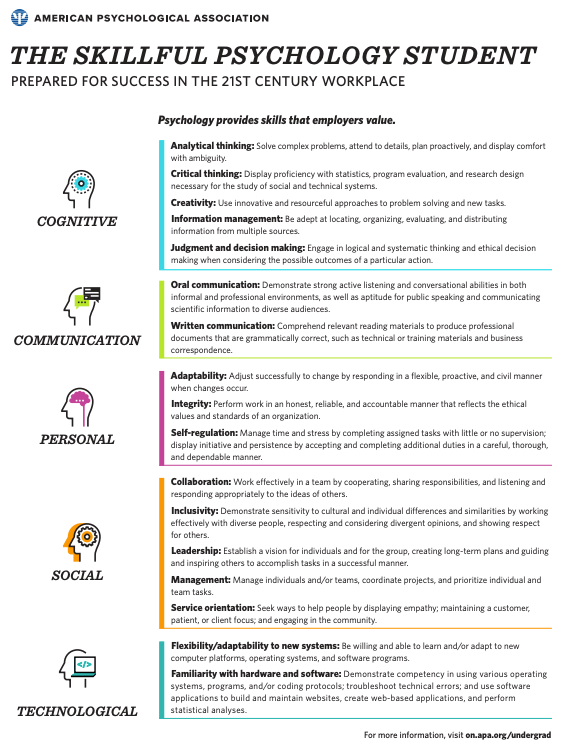 AMERICAN PSYCHOLOGICAL ASSOCIATION
THE SKILLFUL PSYCHOLOGY STUDENT
PREPARED FOR SUCCESS IN THE 21ST CENTURY WORKPLACE
Psychology provides skills that employers value.
COGNITIVE
Analytical thinking: Solve complex problems, attend to details, plan proactively, and display comfort
with ambiguity.
Critical thinking: Display proficiency with statistics, program evaluation, and research design
necessary for the study of social and technical systems.
Creativity: Use innovative and resourceful approaches to problem solving and new tasks.
Information management: Be adept at locating, organizing, evaluating, and distributing
information from multiple sources.
Judgment and decision making: Engage in logical and systematic thinking and ethical decision
making when considering the possible outcomes of a particular action.
COMMUNICATION
Oral communication: Demonstrate strong active listening and conversational abilities in both
informal and professional environments, as well as aptitude for public speaking and communicating
scientific information to diverse audiences.
Written communication: Comprehend relevant reading materials to produce professional
documents that are grammatically correct, such as technical or training materials and business
correspondence.
PERSONAL
Adaptability: Adjust successfully to change by responding in a flexible, proactive, and civil manner
when changes occur.
Integrity: Perform work in an honest, reliable, and accountable manner that reflects the ethical
values and standards of an organization.
Self-regulation: Manage time and stress by completing assigned tasks with little or no supervision;
display initiative and persistence by accepting and completing additional duties in a careful, thorough,
and dependable manner.
SOCIAL
Collaboration: Work effectively in a team by cooperating, sharing responsibilities, and listening and
responding appropriately to the ideas of others.
Inclusivity: Demonstrate sensitivity to cultural and individual differences and similarities by working
effectively with diverse people, respecting and considering divergent opinions, and showing respect
for others.
Leadership: Establish a vision for individuals and for the group, creating long-term plans and guiding
and inspiring others to accomplish tasks in a successful manner.
Management: Manage individuals and/or teams, coordinate projects, and prioritize individual and
team tasks.
Service orientation: Seek ways to help people by displaying empathy; maintaining a customer,
patient, or client focus; and engaging in the community.
</>
TECHNOLOGICAL
Flexibility/adaptability to new systems: Be willing and able to learn and/or adapt to new
computer platforms, operating systems, and software programs.
Familiarity with hardware and software: Demonstrate competency in using various operating
systems, programs, and/or coding protocols; troubleshoot technical errors; and use software
applications to build and maintain websites, create web-based applications, and perform
statistical analyses.
For more information, visit on.apa.org/undergrad